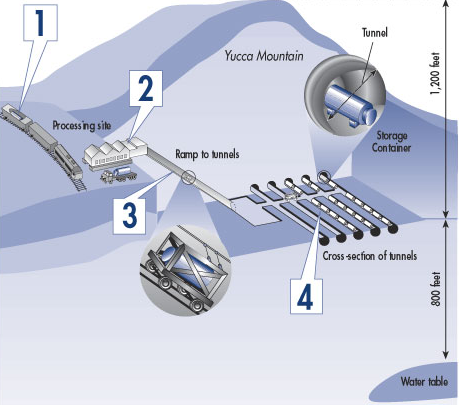 1
Tunnel
Yucca Mountain
1,200 feet
2
Processing site
Storage
Container
Ramp to tunnels
3
Cross-section of tunnels
4
800 feet
Water table